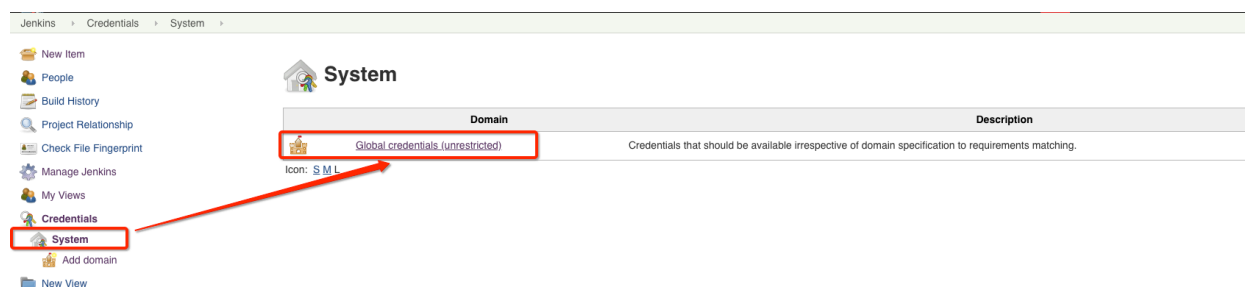 Jenkins Credentials System
New Item
People
Build History
Project Relationship
Check File Fingerprint
Manage Jenkins
My Views
Credentials
System
Add domain
New View
System
Domain Description
Global credentials (unrestricted) Credentials that should be available irrespective of domain specification to requirements matching.
Icon: S M L